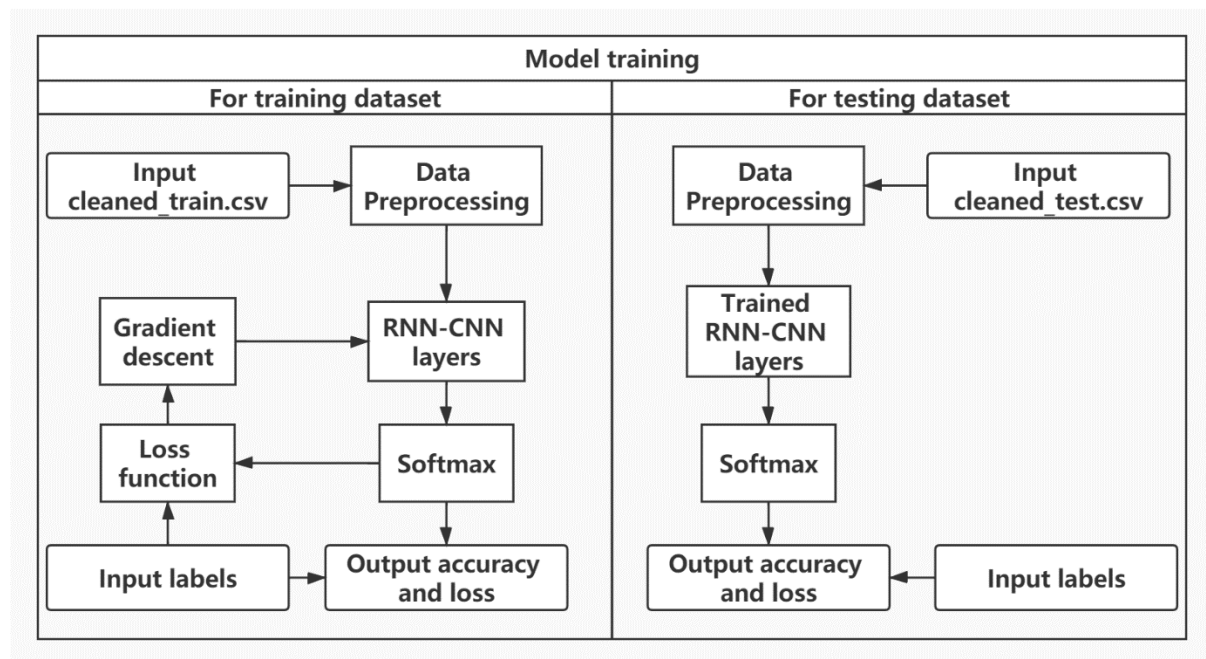 Model training
For training dataset
For testing dataset
Input
cleaned_train.csv
Data
Preprocessing
Gradient
descent
RNN-CNN
layers
Loss
function
Softmax
Input labels
Output accuracy
and loss
Data
Preprocessing
Input
cleaned_test.csv
Trained
RNN-CNN
layers
Softmax
Output accuracy
and loss
Input labels